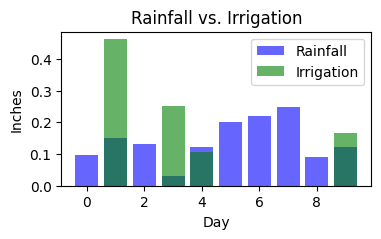 Rainfall vs. Irrigation
Rainfall
Irrigation
Inches
0.4
0.3
0.2
0.1
0.0
0 2 4 6 8
Day